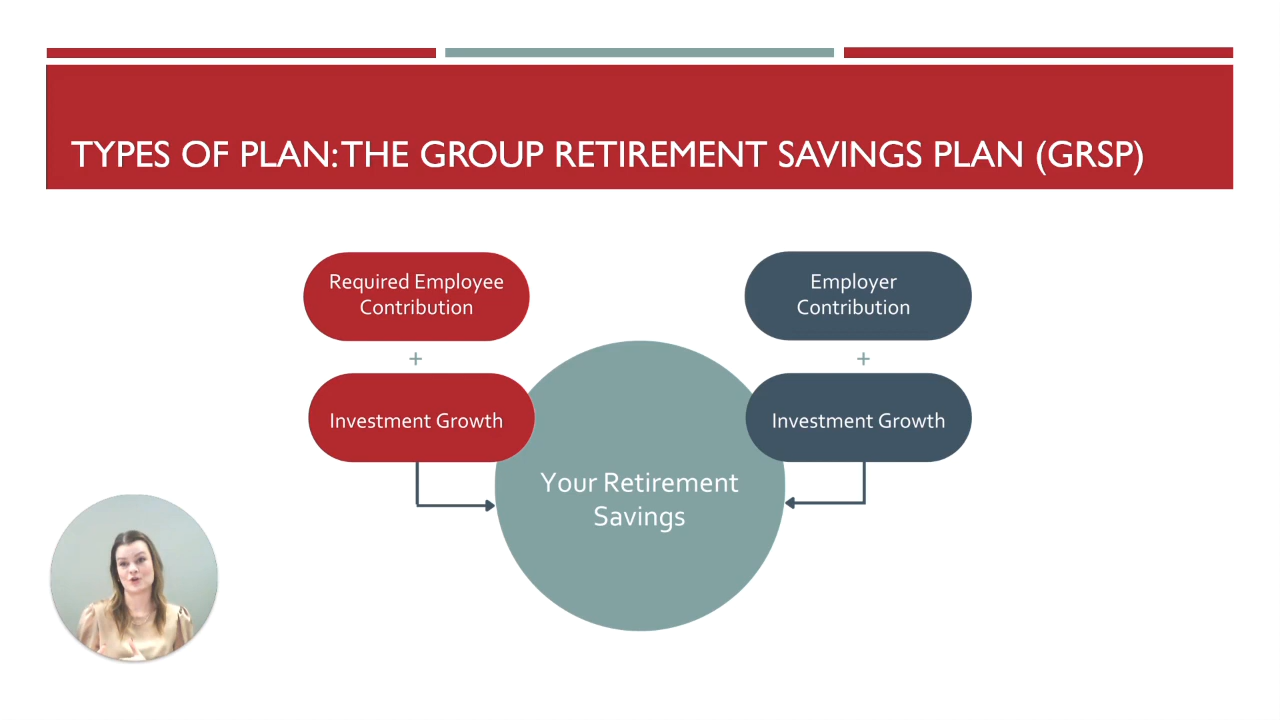 TYPES OF PLAN: THE GROUP RETIREMENT SAVINGS PLAN (GRSP)
Required Employee
Contribution
+
Investment Growth
Employer
Contribution
+
Investment Growth
Your Retirement
Savings